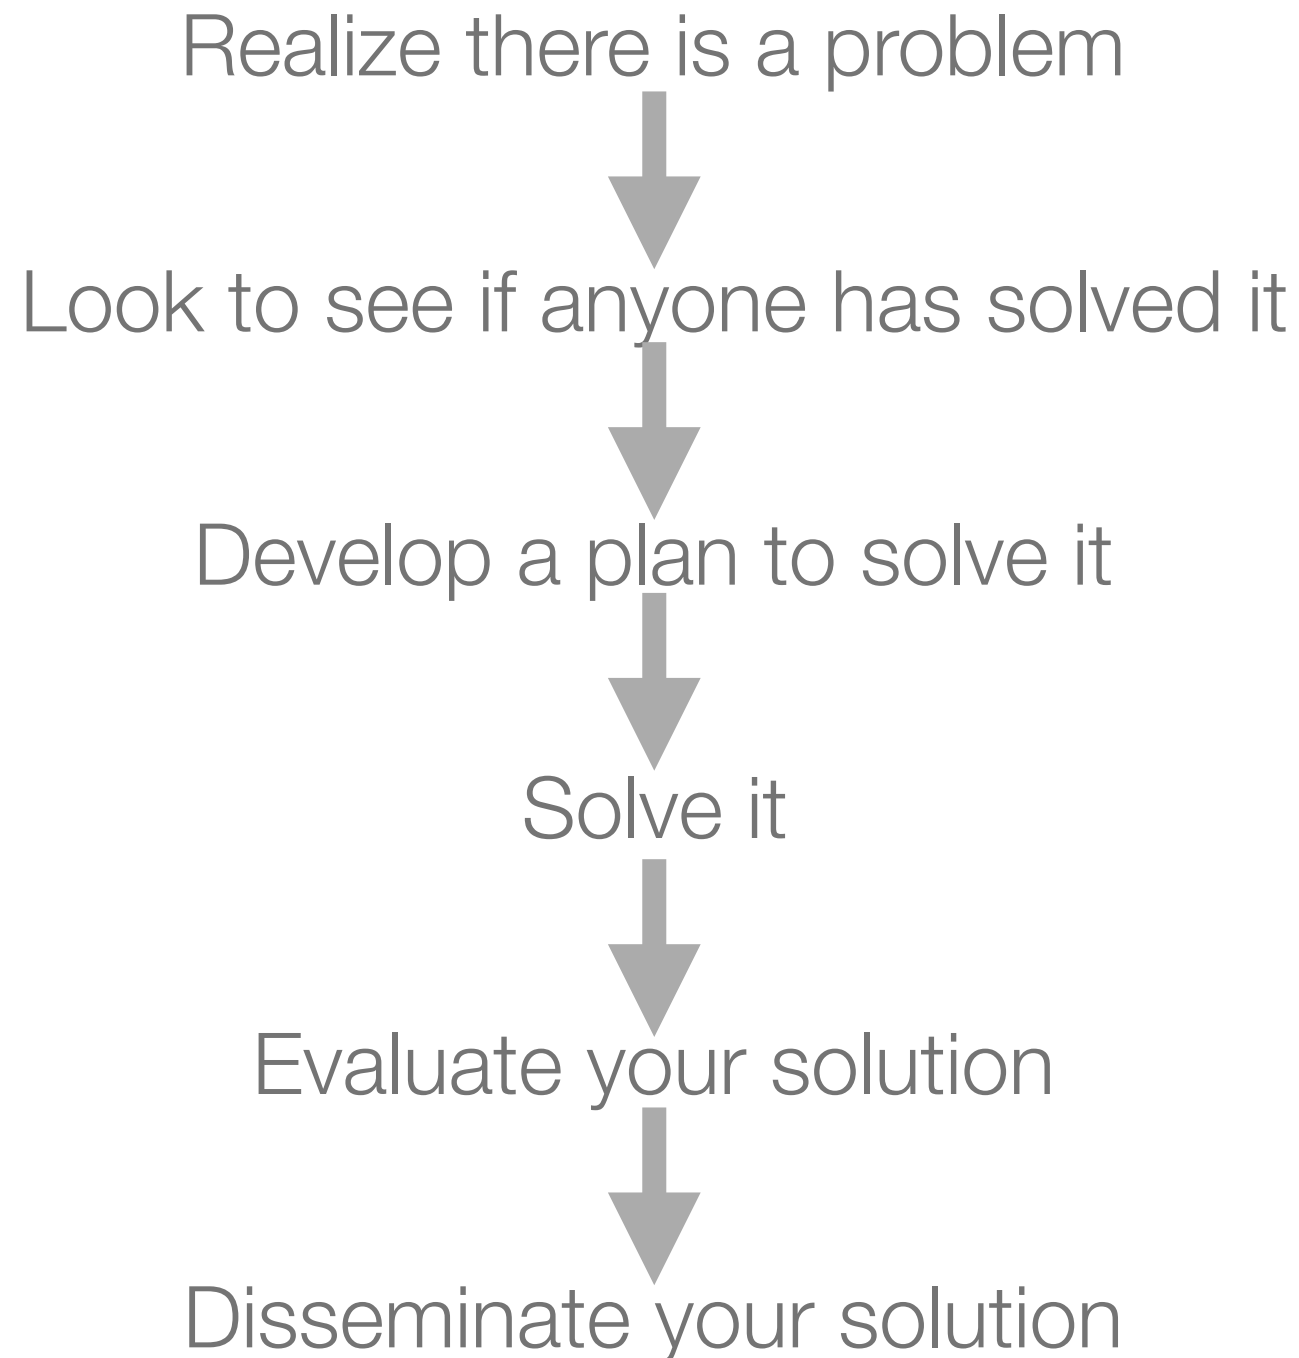 Realize there is a problem
Look to see if anyone has solved it
Develop a plan to solve it
Solve it
Evaluate your solution
Disseminate your solution